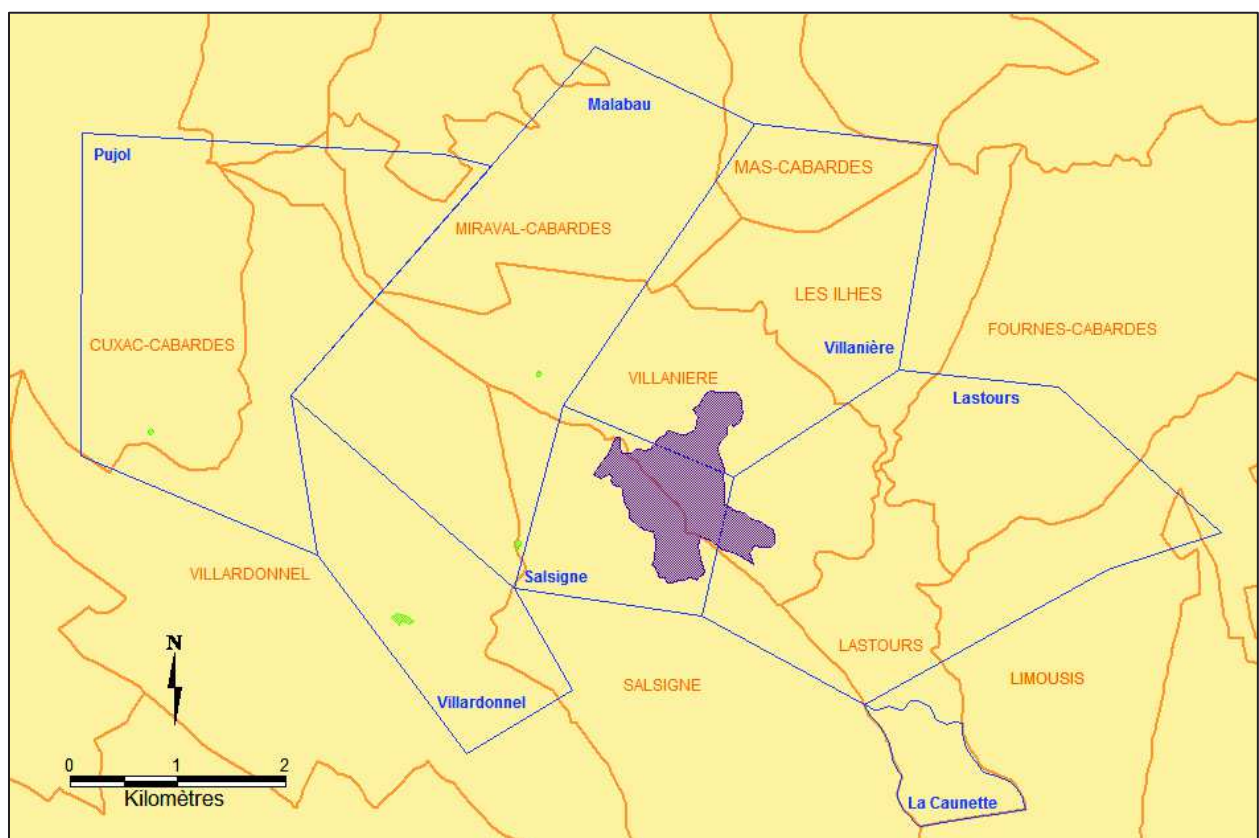 Malabau
Pujol
MAS-CABARDES
MIRAVAL-CABARDES
LES ILHES
FOURNES-CABARDES
CUXAC-CABARDES
Villanière
VILLANIERE
Lastours
VILLARDONNEL
Salsigne
N
LASTOURS
SALSIGNE
LIMOUSIS
Villardonnel
0 1 2
Kilomètres
La Caunette